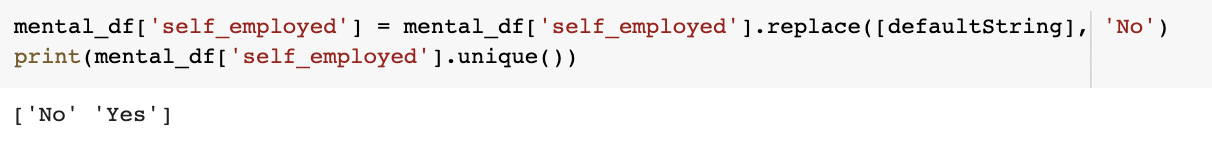 mental_df['self_employed'] = mental_df['self_employed'].replace([defaultString], 'No')
print(mental_df['self_employed'].unique())
['No' 'Yes']